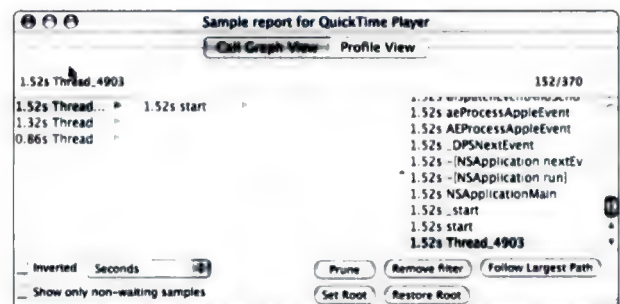 Sample report for QuickTime Player
Call Graph View Profile View
1.52s Thread_4903 152/370
1.52s Thread... 1.52s start
1.32s Thread
0.86s Thread
1.52s aeProcessAppleEvent
1.52s AEProcessAppleEvent
1.52s _DPSNextEvent
1.52s -[NSApplication nextEv
1.52s -[NSApplication run]
1.52s NSApplicationMain
1.52s _start
1.52s start
1.52s Thread_4903
Inverted Seconds Prune Remove filter Follow Largest Path
Show only non-waiting samples Set Root Restore Root